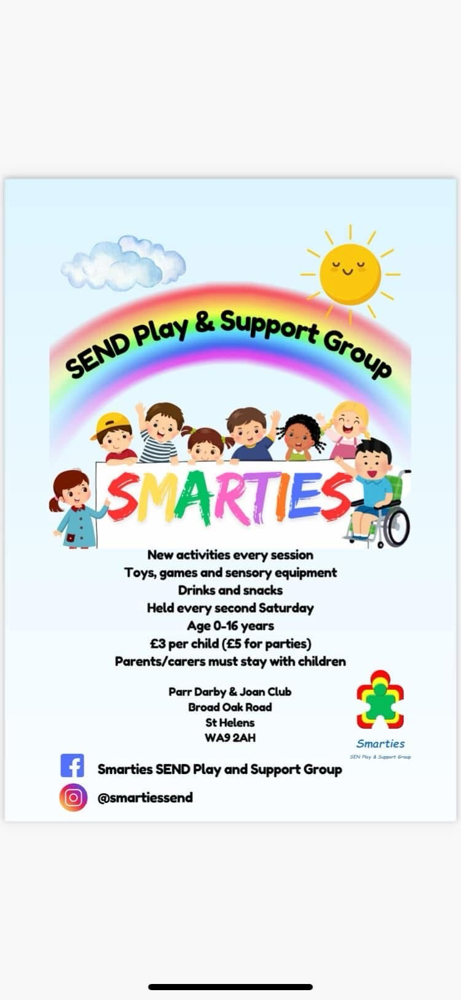 SEND Play & Support Group
SMARTIES
New activities every session
Toys, games and sensory equipment
Drinks and snacks
Held every second Saturday
Age 0-16 years
£3 per child (£5 for parties)
Parents/carers must stay with children
Parr Darby & Joan Club
Broad Oak Road
St Helens
WA9 2AH
Smarties
SEN Play & Support Group
Smarties SEND Play and Support Group
@smartiessend